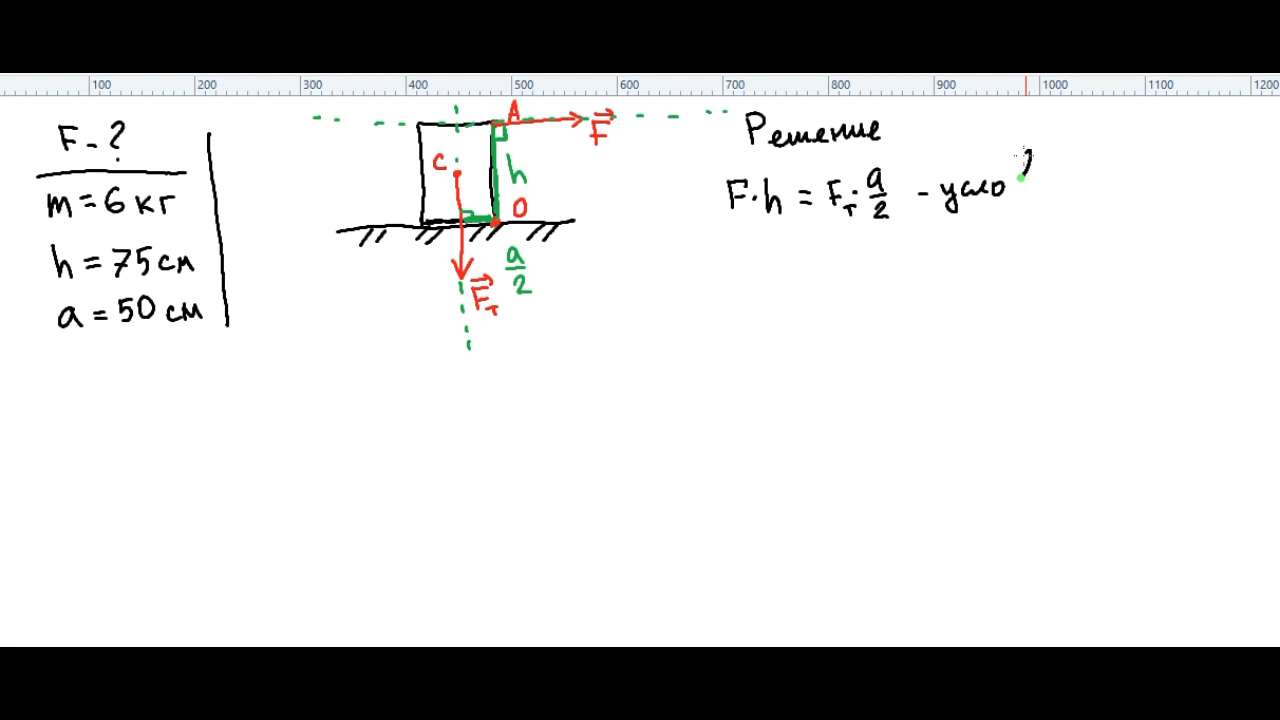 100 200 300 400 500 600 700 800 900 1000 1100 1200
F - ?
m = 6 кг
h = 75 см
a = 50 см
A
F
C
h
O
a/2
Fт
Решение
F·h = Fт · a/2 - усло